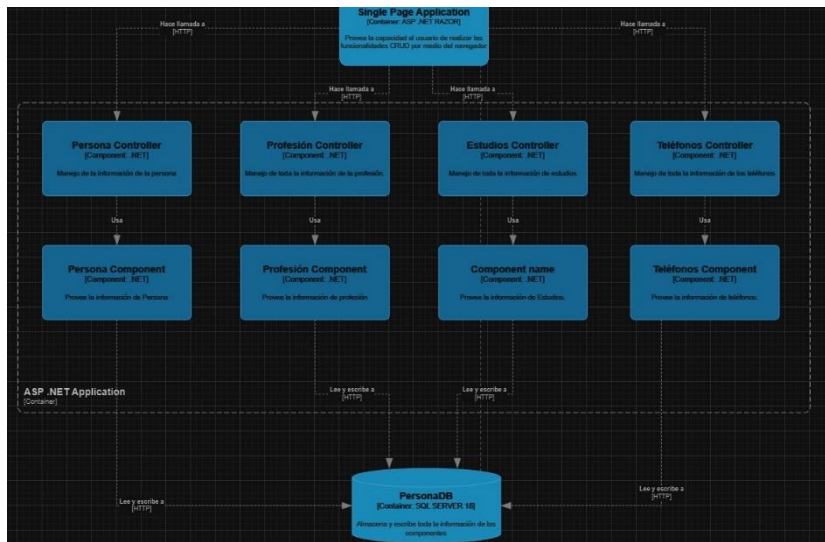 Single Page Application
[Container: ASP .NET RAZOR]
Provee la capacidad al usuario de realizar las
funcionalidades CRUD por medio del navegador
Hace llamada a
[HTTP]
Hace llamada a
[HTTP]
Hace llamada a
[HTTP]
Hace llamada a
[HTTP]
Persona Controller
[Component: .NET]
Manejo de la información de la persona
Profesión Controller
[Component: .NET]
Manejo de toda la información de la profesión.
Estudios Controller
[Component: .NET]
Manejo de toda la información de estudios
Teléfonos Controller
[Component: .NET]
Manejo de toda la información de los teléfonos
Usa
Usa
Usa
Usa
Persona Component
[Component: .NET]
Provee la información de Persona
Profesión Component
[Component: .NET]
Provee la información de profesión
Component name
[Component: .NET]
Provee la información de Estudios.
Teléfonos Component
[Component: .NET]
Provee la información de teléfonos.
ASP .NET Application
[Container]
Lee y escribe a
[HTTP]
Lee y escribe a
[HTTP]
Lee y escribe a
[HTTP]
Lee y escribe a
[HTTP]
PersonaDB
[Container: SQL SERVER 18]
Almacena y escribe toda la información de los
componentes